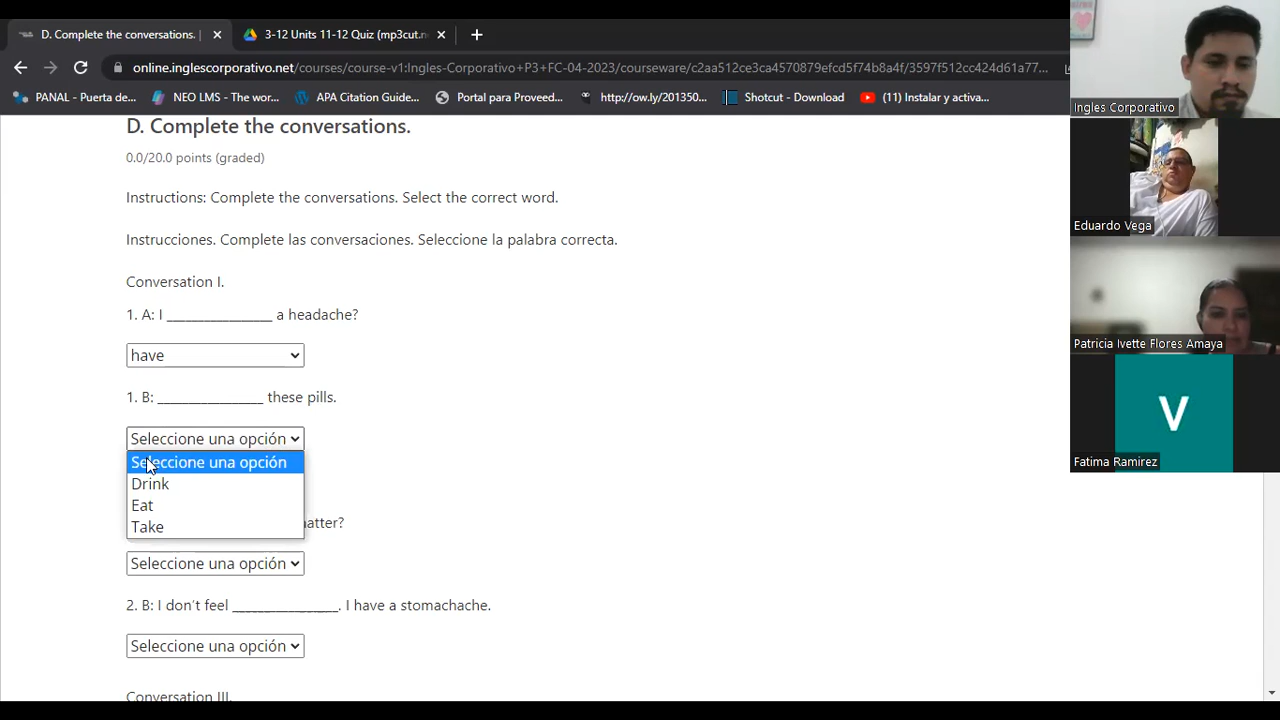 D. Complete the conversations.
3-12 Units 11-12 Quiz (mp3cut.
online.inglescorporativo.net/courses/course-v1:Ingles-Corporativo+P3+FC-04-2023/courseware/c2aa512ce3ca4570879efcd5f74b8a4f/3597f512cc424d61a77...
PANAL - Puerta de...
NEO LMS - The wor...
APA Citation Guide...
Portal para Proveed...
http://ow.ly/201350...
Shotcut - Download
(11) Instalar y activa...
D. Complete the conversations.
0.0/20.0 points (graded)
Instructions: Complete the conversations. Select the correct word.
Instrucciones. Complete las conversaciones. Seleccione la palabra correcta.
Conversation I.
1. A: I ________________ a headache?
have
1. B: ________________ these pills.
Seleccione una opción
Seleccione una opción
Drink
Eat
Take
atter?
Seleccione una opción
2. B: I don't feel ________________. I have a stomachache.
Seleccione una opción
Conversation III.
Ingles Corporativo
Eduardo Vega
Patricia Ivette Flores Amaya
V
Fatima Ramirez